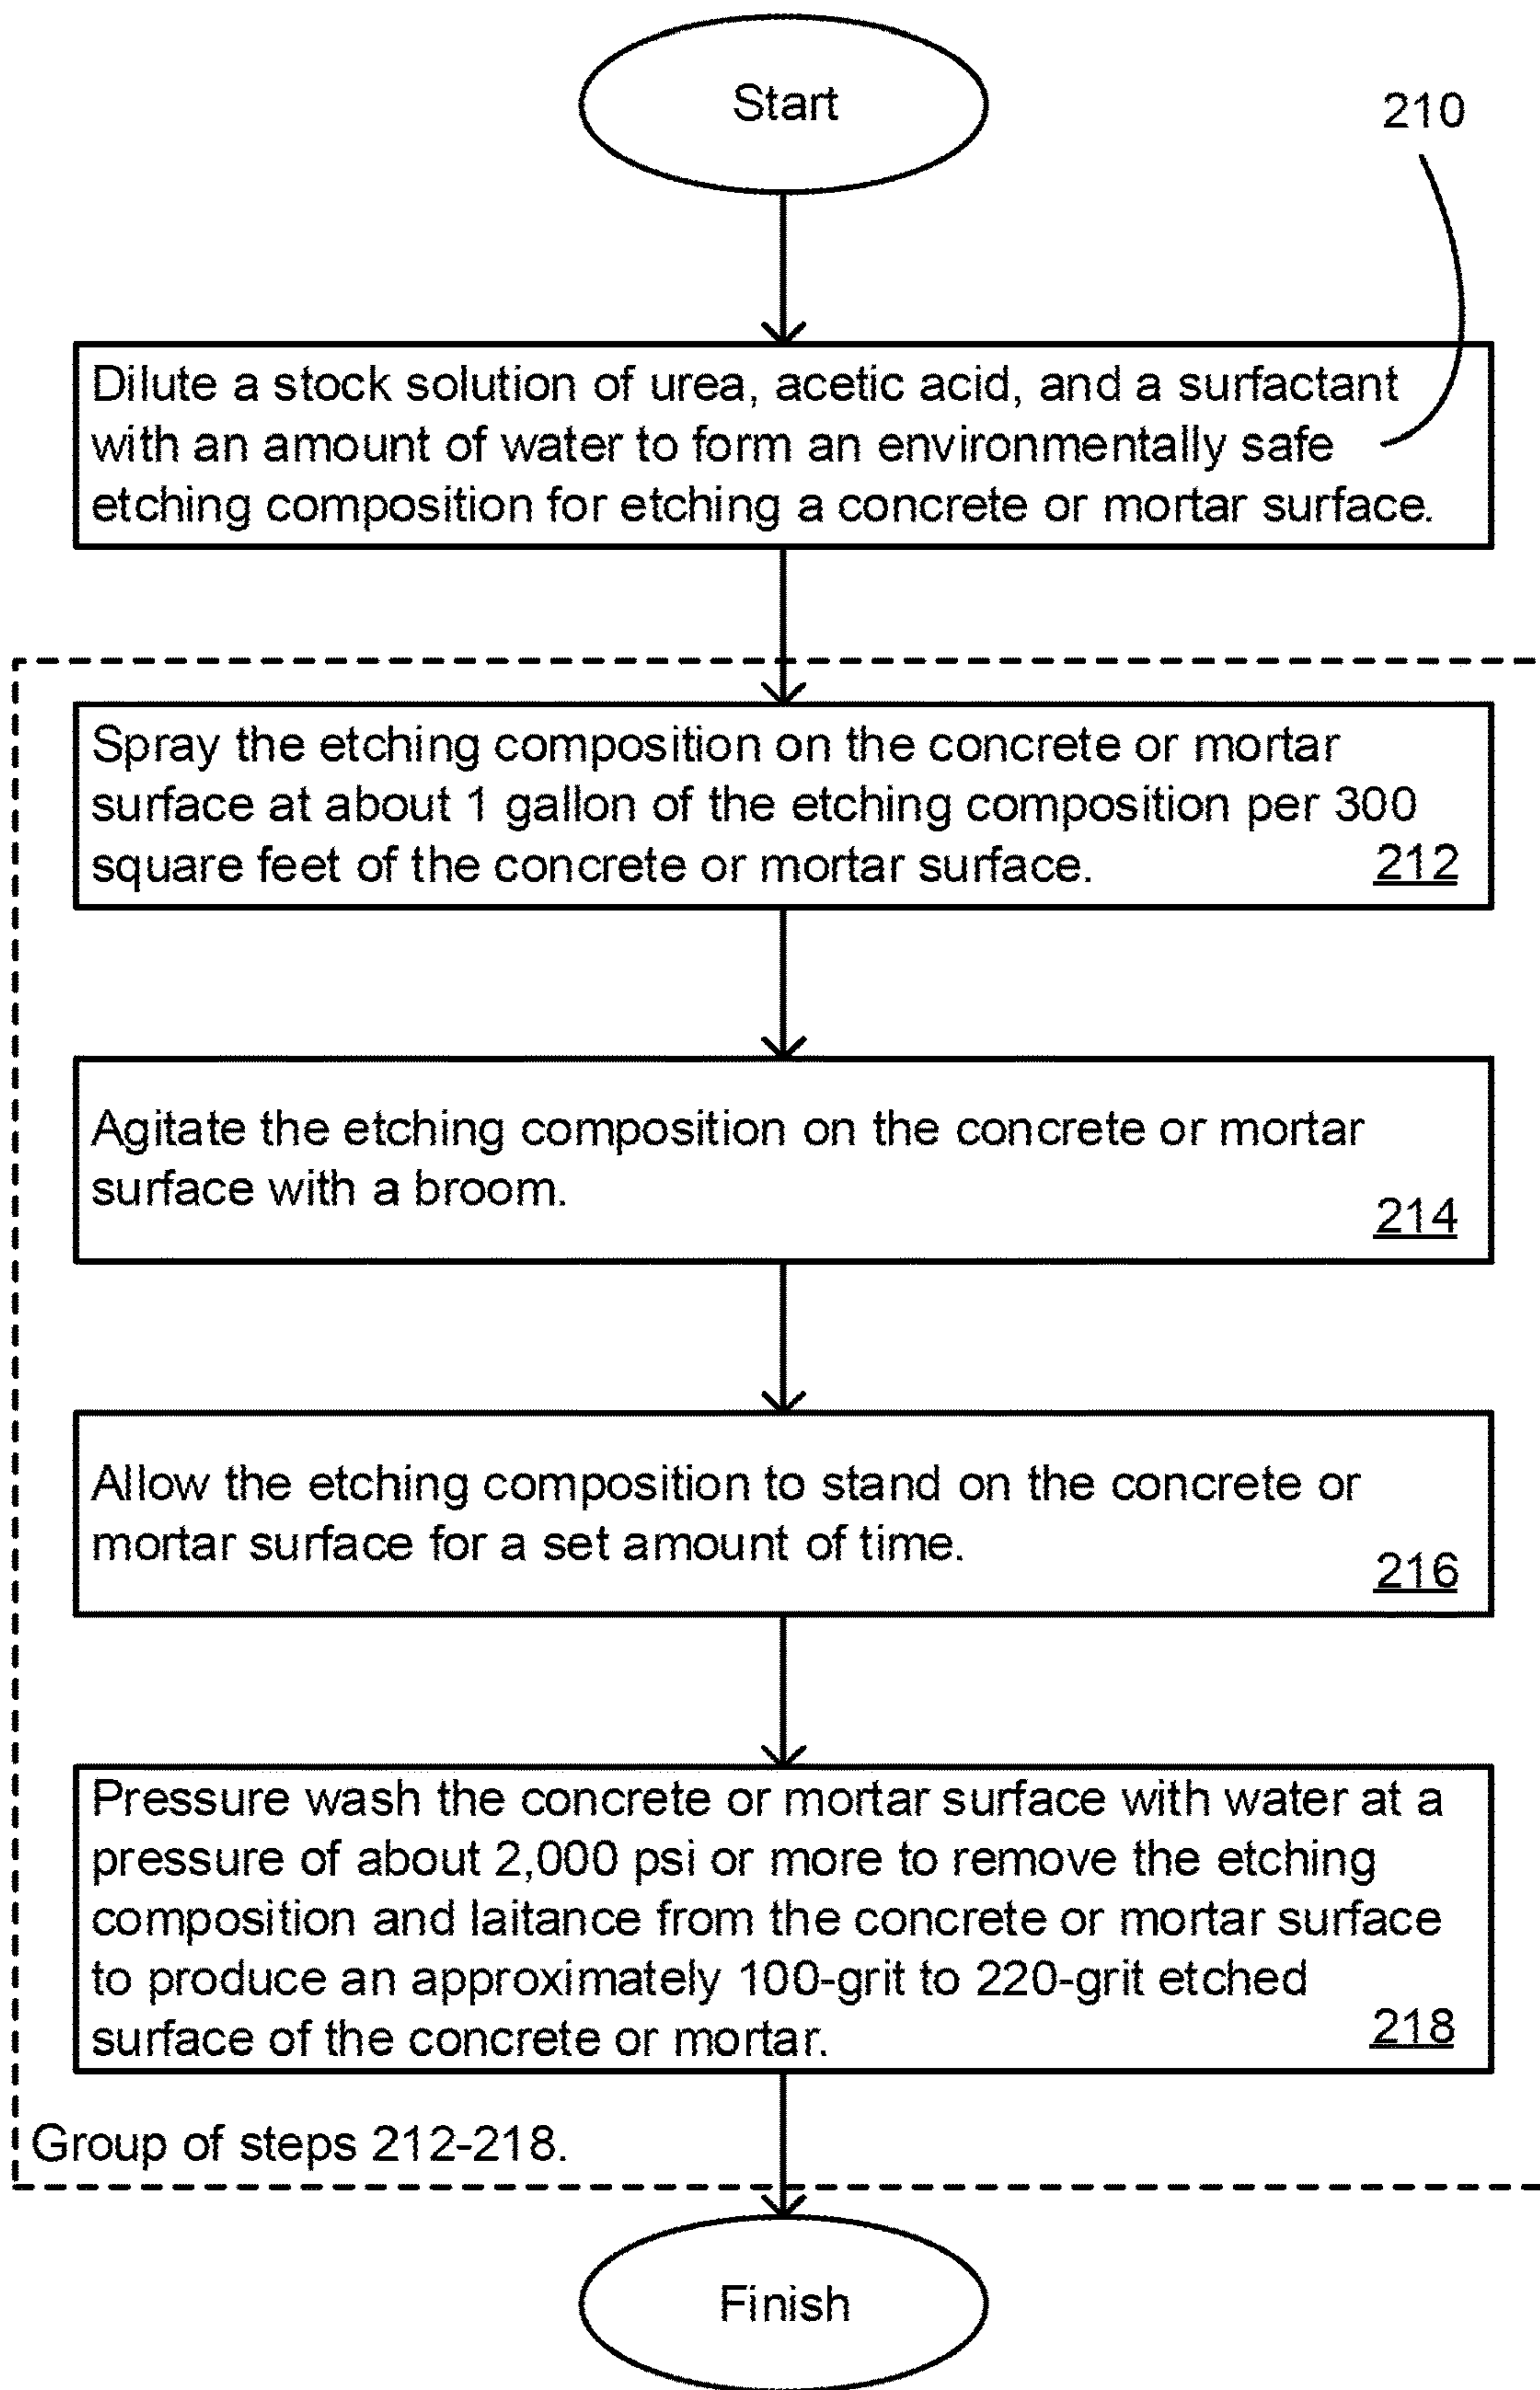 Start
210
Dilute a stock solution of urea, acetic acid, and a surfactant
with an amount of water to form an environmentally safe
etching composition for etching a concrete or mortar surface.
Spray the etching composition on the concrete or mortar
surface at about 1 gallon of the etching composition per 300
square feet of the concrete or mortar surface.
212
Agitate the etching composition on the concrete or mortar
surface with a broom.
214
Allow the etching composition to stand on the concrete or
mortar surface for a set amount of time.
216
Pressure wash the concrete or mortar surface with water at a
pressure of about 2,000 psi or more to remove the etching
composition and laitance from the concrete or mortar surface
to produce an approximately 100-grit to 220-grit etched
surface of the concrete or mortar.
218
Group of steps 212-218.
Finish